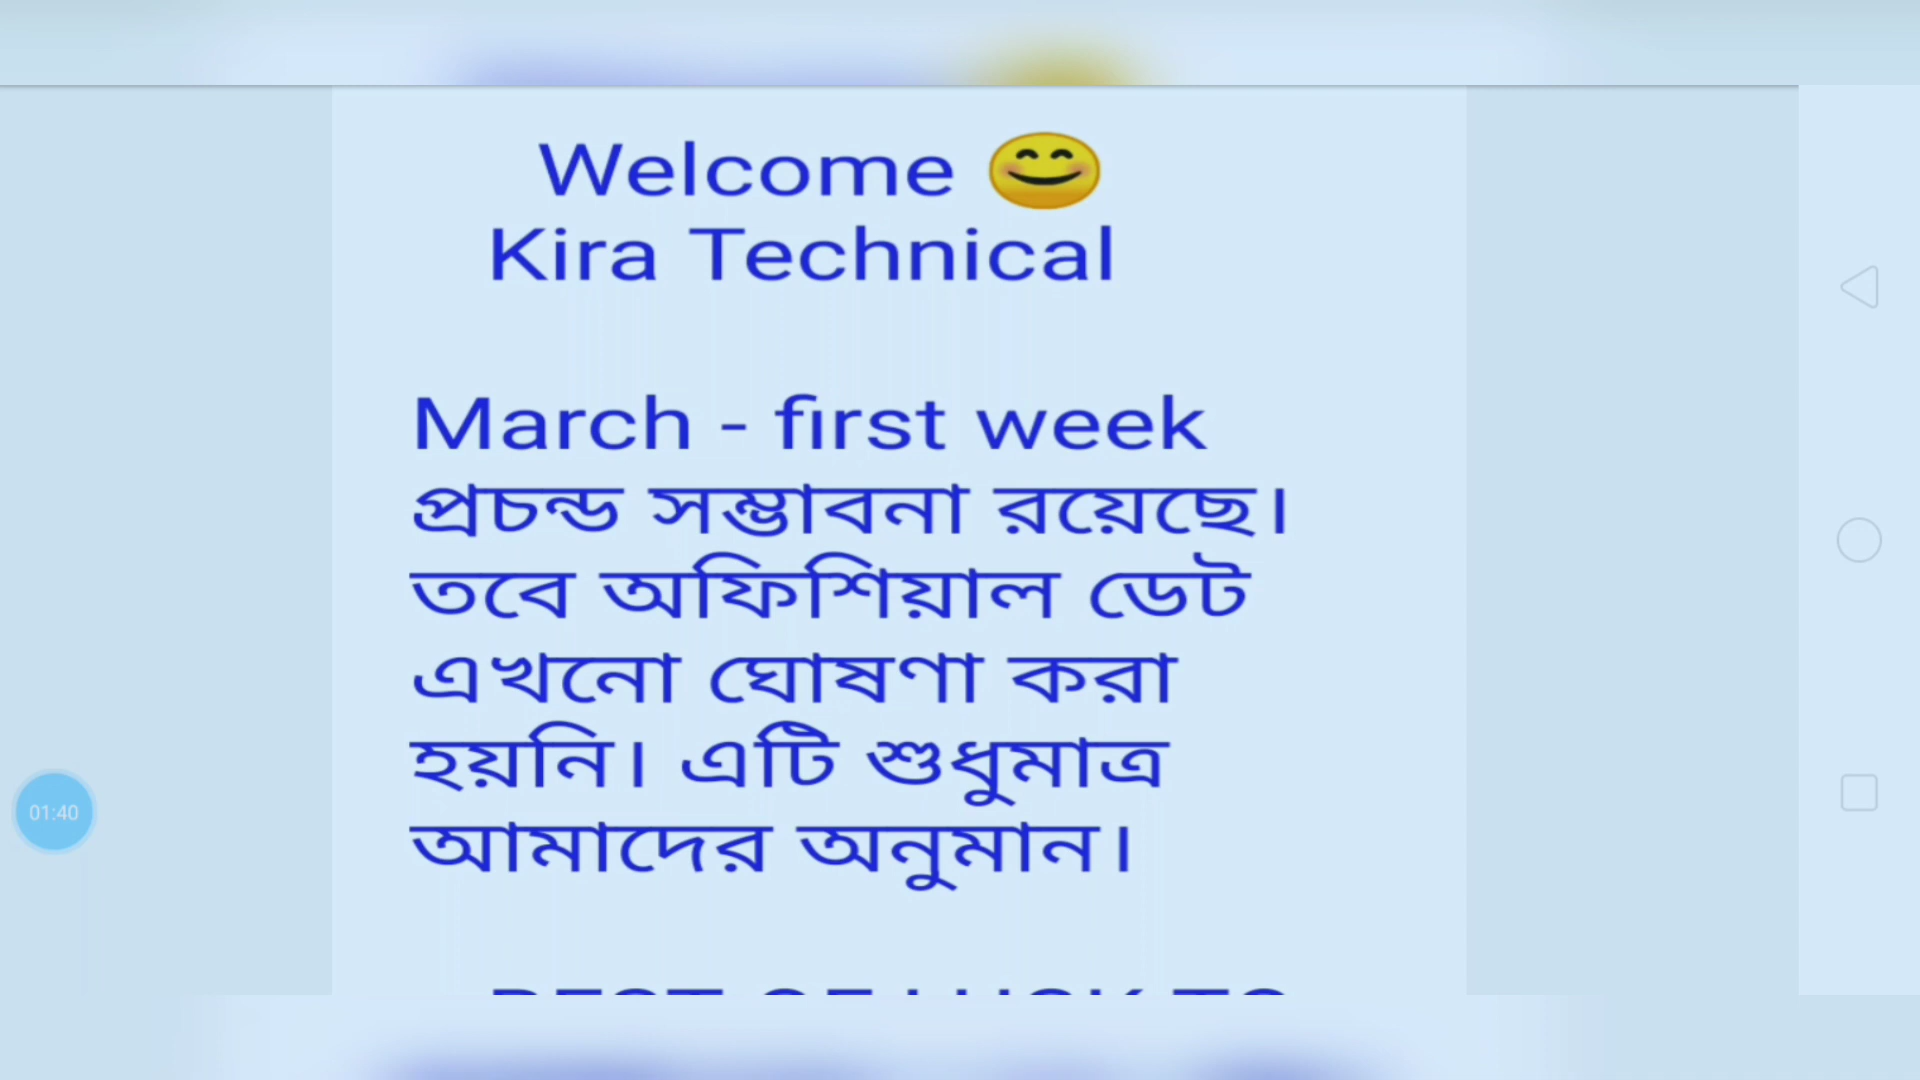 Welcome 😊
Kira Technical
March - first week
প্রচন্ড সম্ভাবনা রয়েছে।
তবে অফিশিয়াল ডেট
এখনো ঘোষণা করা
হয়নি। এটি শুধুমাত্র
আমাদের অনুমান।
01:40